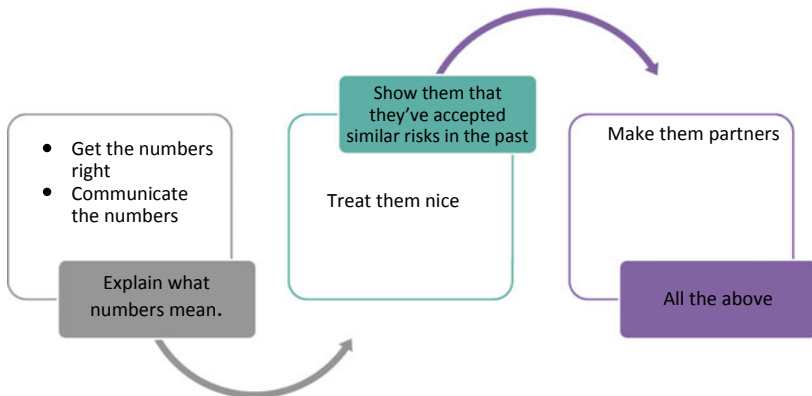 • Get the numbers
right
• Communicate
the numbers
Explain what
numbers mean.
Show them that
they've accepted
similar risks in the past
Treat them nice
Make them partners
All the above